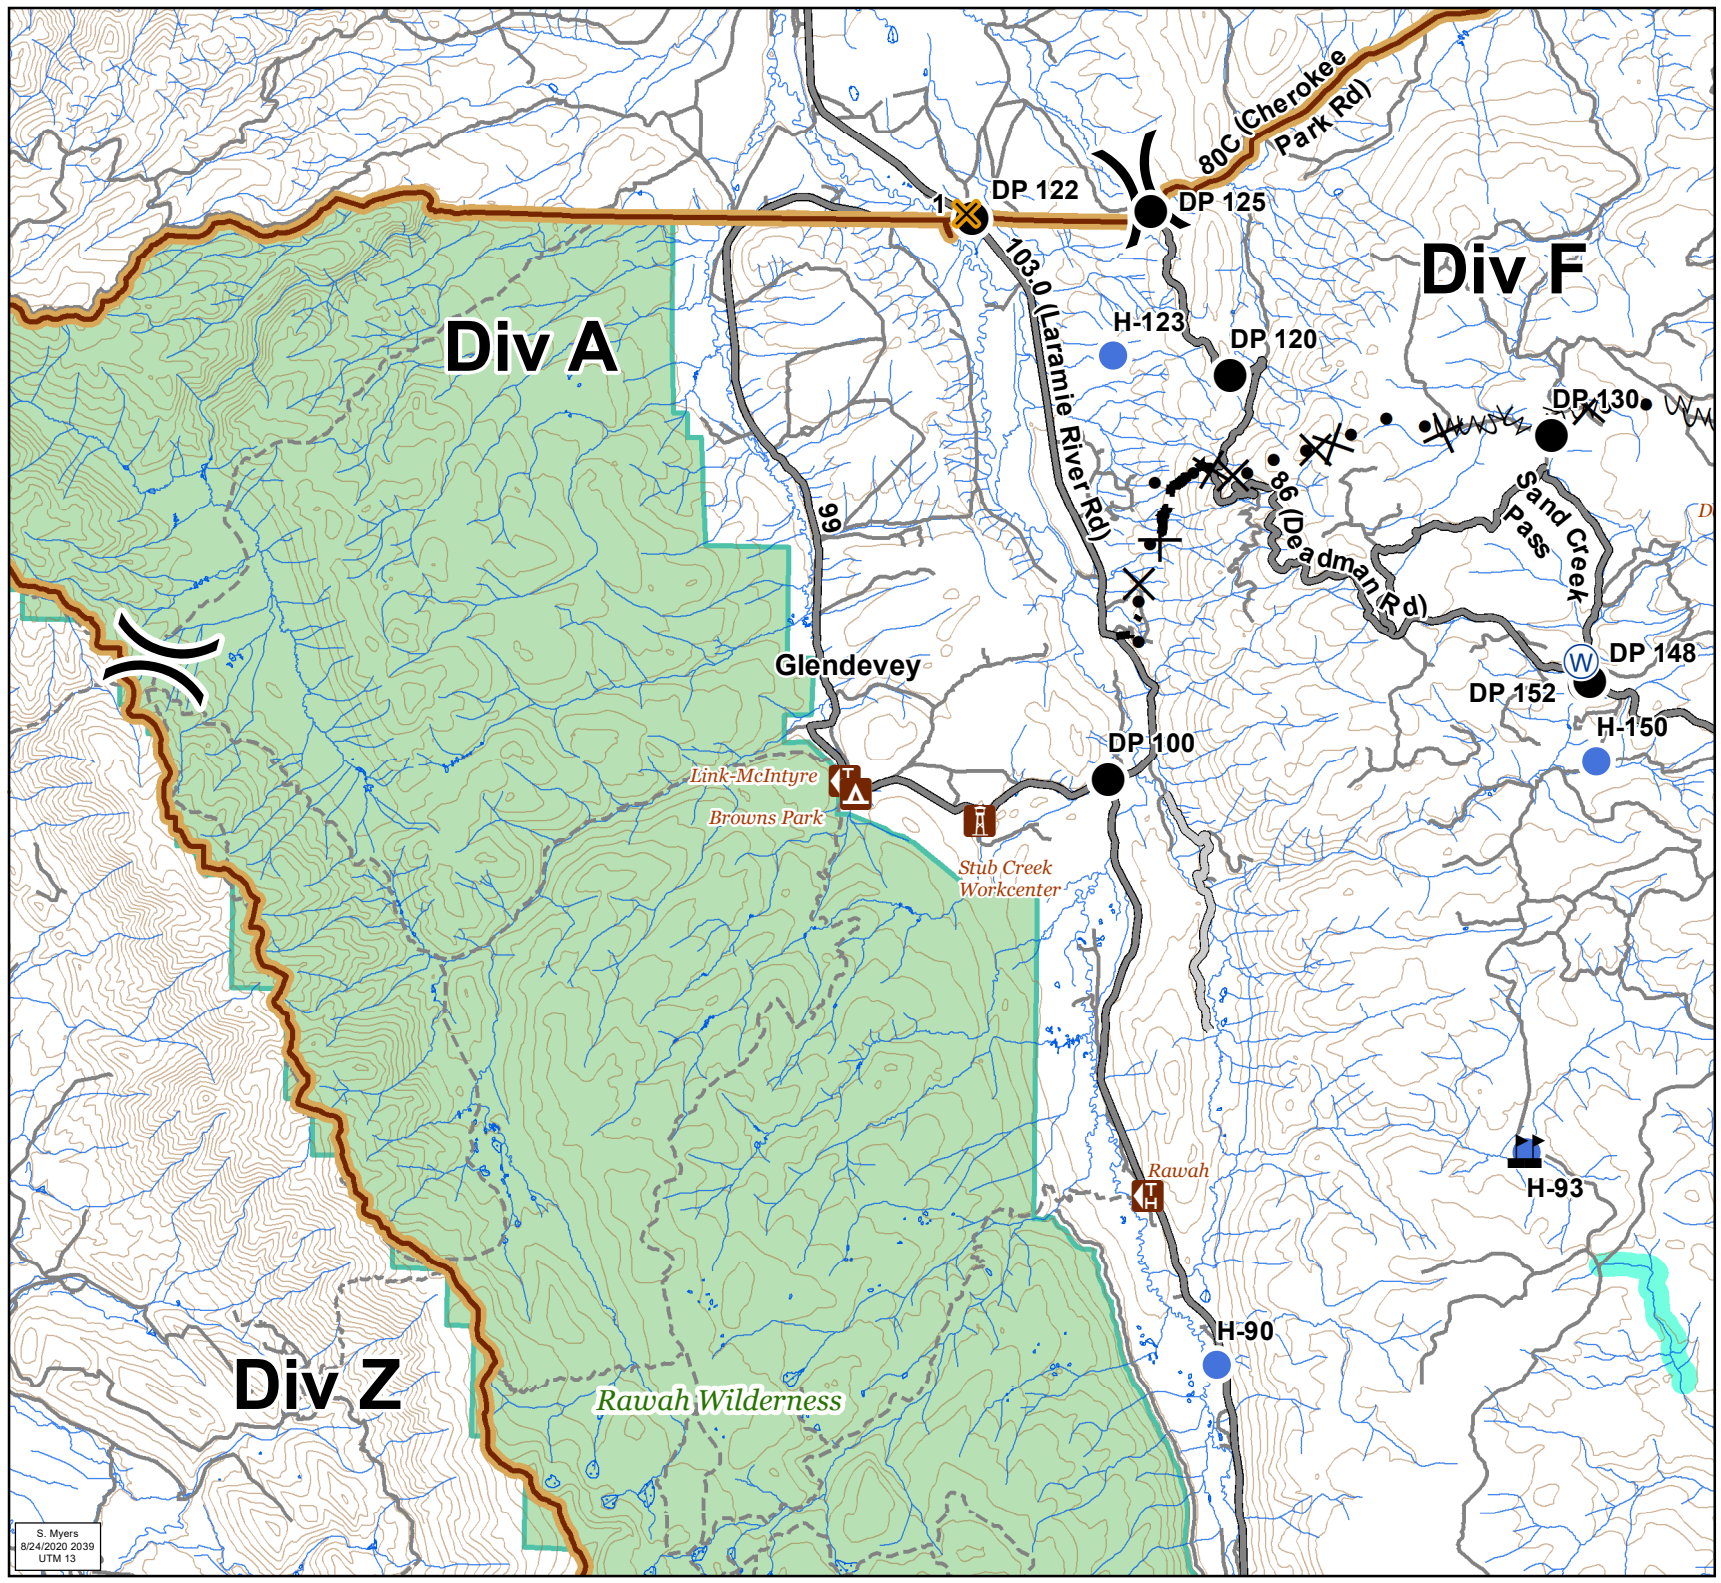 80C (Cherokee
Park Rd)
DP 122
1
DP 125
Div F
103.0 (Laramie River Rd)
H-123
DP 120
Div A
DP 130
99
86 (Deadman Rd)
Sand Creek
Pass
Glendevey
W
DP 148
DP 152
H-150
DP 100
Link-McIntyre
T
Browns Park
Stub Creek
Workcenter
Rawah
T
H
H-93
H-90
Div Z
Rawah Wilderness
S. Myers
8/24/2020 2039
UTM 13